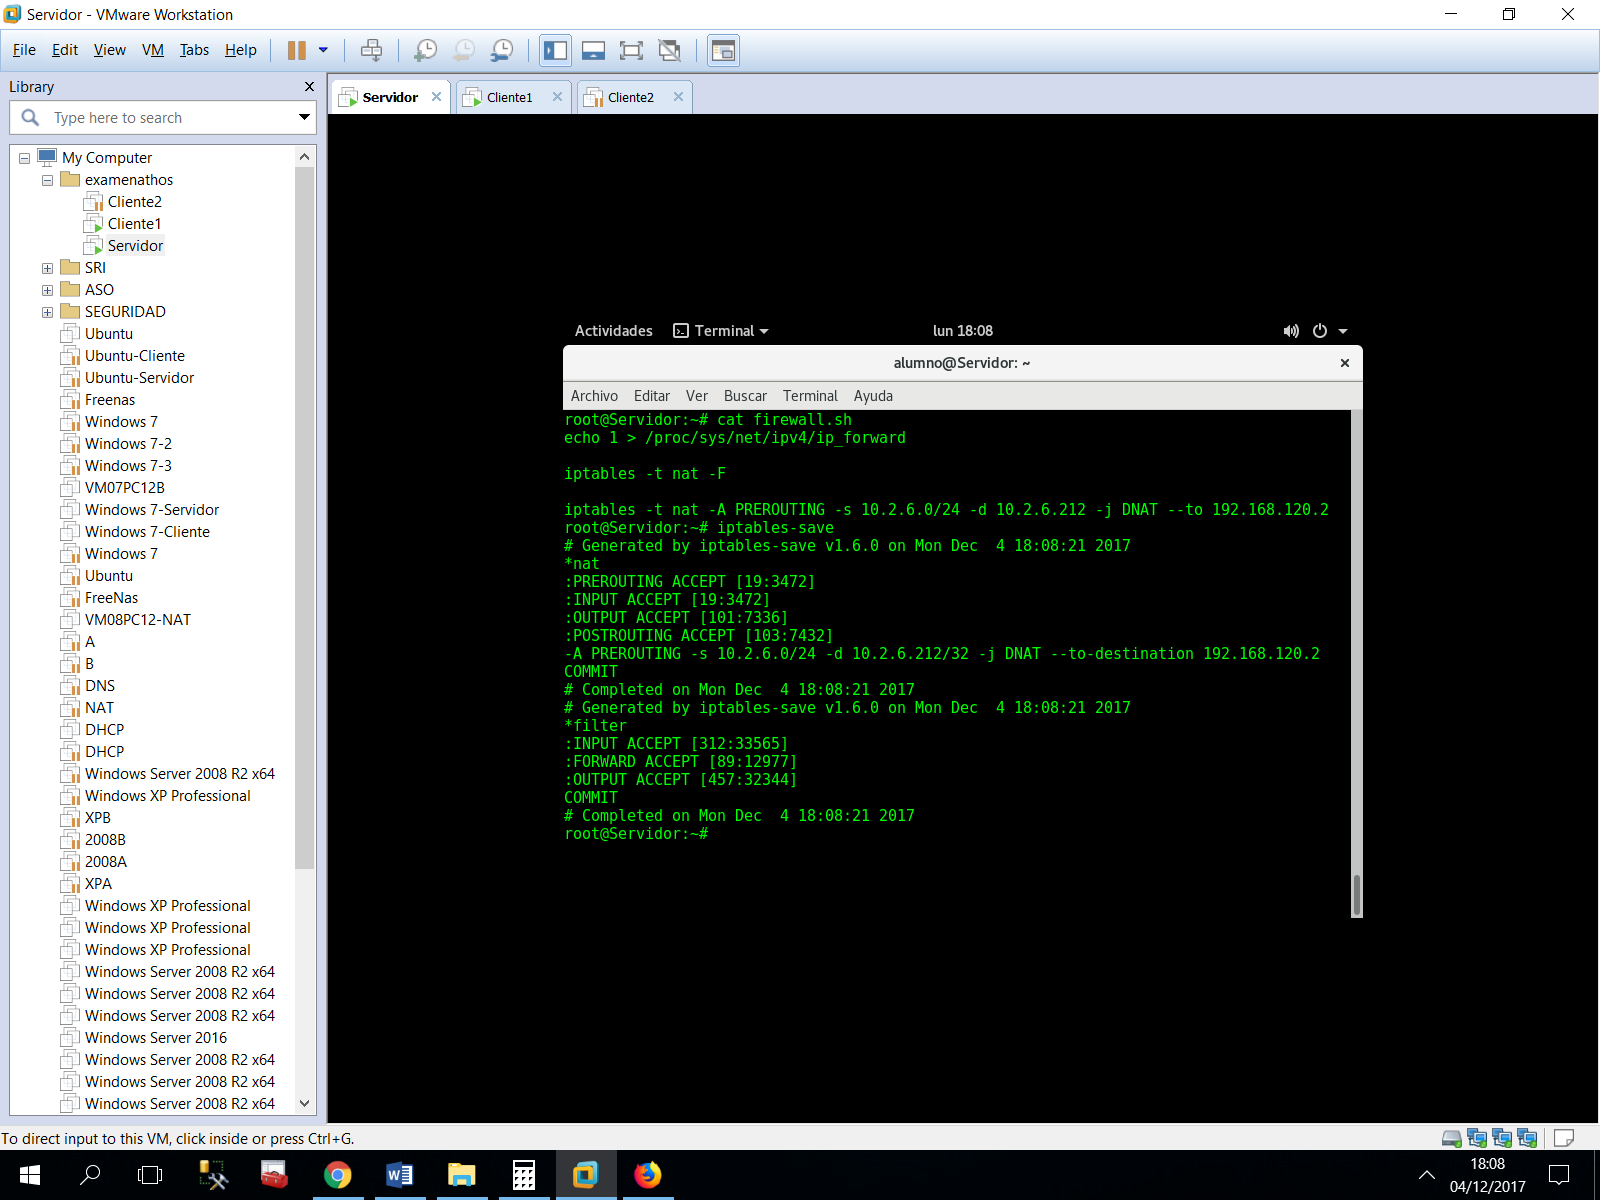 Servidor - VMware Workstation
File Edit View VM Tabs Help
Library
Type here to search
My Computer
examenathos
Cliente2
Cliente1
Servidor
SRI
ASO
SEGURIDAD
Ubuntu
Ubuntu-Cliente
Ubuntu-Servidor
Freenas
Windows 7
Windows 7-2
Windows 7-3
VM07PC12B
Windows 7-Servidor
Windows 7-Cliente
Windows 7
Ubuntu
FreeNas
VM08PC12-NAT
A
B
DNS
NAT
DHCP
DHCP
Windows Server 2008 R2 x64
Windows XP Professional
XPB
2008B
2008A
XPA
Windows XP Professional
Windows XP Professional
Windows XP Professional
Windows Server 2008 R2 x64
Windows Server 2008 R2 x64
Windows Server 2008 R2 x64
Windows Server 2016
Windows Server 2008 R2 x64
Windows Server 2008 R2 x64
Windows Server 2008 R2 x64
Servidor Cliente1 Cliente2
Actividades Terminal lun 18:08
alumno@Servidor: ~
Archivo Editar Ver Buscar Terminal Ayuda
root@Servidor:~# cat firewall.sh
echo 1 > /proc/sys/net/ipv4/ip_forward
iptables -t nat -F
iptables -t nat -A PREROUTING -s 10.2.6.0/24 -d 10.2.6.212 -j DNAT --to 192.168.120.2
root@Servidor:~# iptables-save
# Generated by iptables-save v1.6.0 on Mon Dec  4 18:08:21 2017
*nat
:PREROUTING ACCEPT [19:3472]
:INPUT ACCEPT [19:3472]
:OUTPUT ACCEPT [101:7336]
:POSTROUTING ACCEPT [103:7432]
-A PREROUTING -s 10.2.6.0/24 -d 10.2.6.212/32 -j DNAT --to-destination 192.168.120.2
COMMIT
# Completed on Mon Dec  4 18:08:21 2017
# Generated by iptables-save v1.6.0 on Mon Dec  4 18:08:21 2017
*filter
:INPUT ACCEPT [312:33565]
:FORWARD ACCEPT [89:12977]
:OUTPUT ACCEPT [457:32344]
COMMIT
# Completed on Mon Dec  4 18:08:21 2017
root@Servidor:~#
To direct input to this VM, click inside or press Ctrl+G.
18:08
04/12/2017